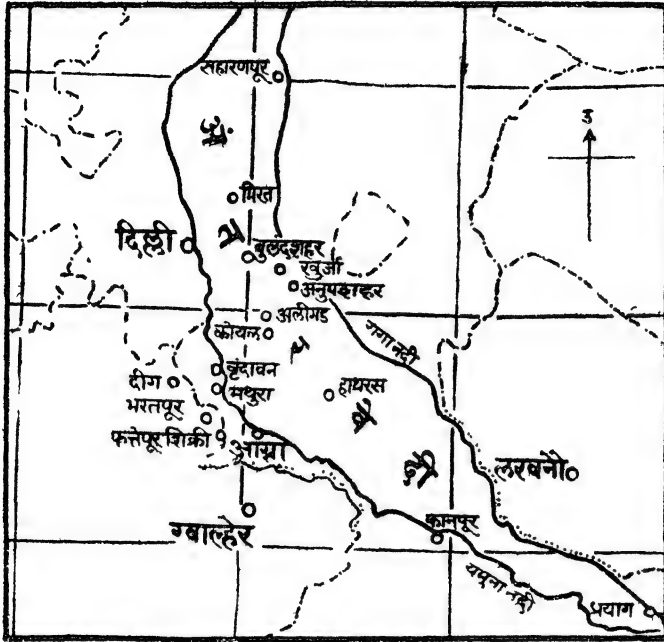 सहारणपूर
उ
मिरत
दिल्ली
बुलंदशहर
खुर्जा
अनुपशहर
अलीगड
कोयल
गंगा नदी
वृंदावन
दीग
मथुरा
हाथरस
भरतपूर
फत्तेपूर शिक्री
आग्रा
लखनौ
ग्वाल्हेर
कानपूर
यमुना नदी
प्रयाग